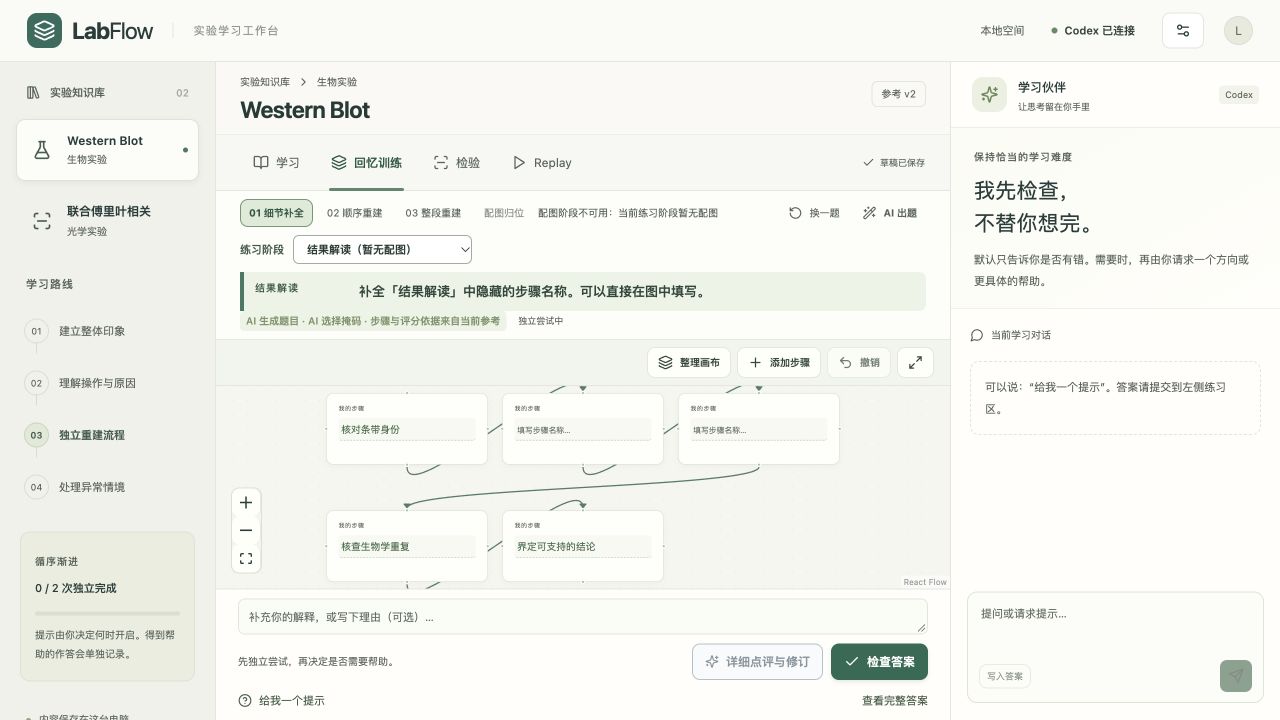 LabFlow
实验学习工作台
本地空间
Codex 已连接
L
实验知识库
02
Western Blot
生物实验
联合傅里叶相关
光学实验
学习路线
01 建立整体印象
02 理解操作与原因
03 独立重建流程
04 处理异常情境
循序渐进
0 / 2 次独立完成
提示由你决定何时开启。得到帮
助的作答会单独记录。
实验知识库 > 生物实验
Western Blot
参考 v2
学习
回忆训练
检验
Replay
草稿已保存
01 细节补全
02 顺序重建
03 整段重建
配图归位
配图阶段不可用：当前练习阶段暂无配图
换一题
AI 出题
练习阶段
结果解读（暂无配图）
结果解读
补全「结果解读」中隐藏的步骤名称。可以直接在图中填写。
AI 生成题目 · AI 选择掩码 · 步骤与评分依据来自当前参考
独立尝试中
整理画布
添加步骤
撤销
我的步骤
核对条带身份
我的步骤
填写步骤名称...
我的步骤
填写步骤名称...
我的步骤
核查生物学重复
我的步骤
界定可支持的结论
React Flow
补充你的解释，或写下理由（可选）...
先独立尝试，再决定是否需要帮助。
详细点评与修订
检查答案
给我一个提示
查看完整答案
学习伙伴
让思考留在你手里
Codex
保持恰当的学习难度
我先检查，
不替你想完。
默认只告诉你是否有错。需要时，再由你请求一个方向或
更具体的帮助。
当前学习对话
可以说：“给我一个提示”。答案请提交到左侧练习
区。
提问或请求提示...
写入答案